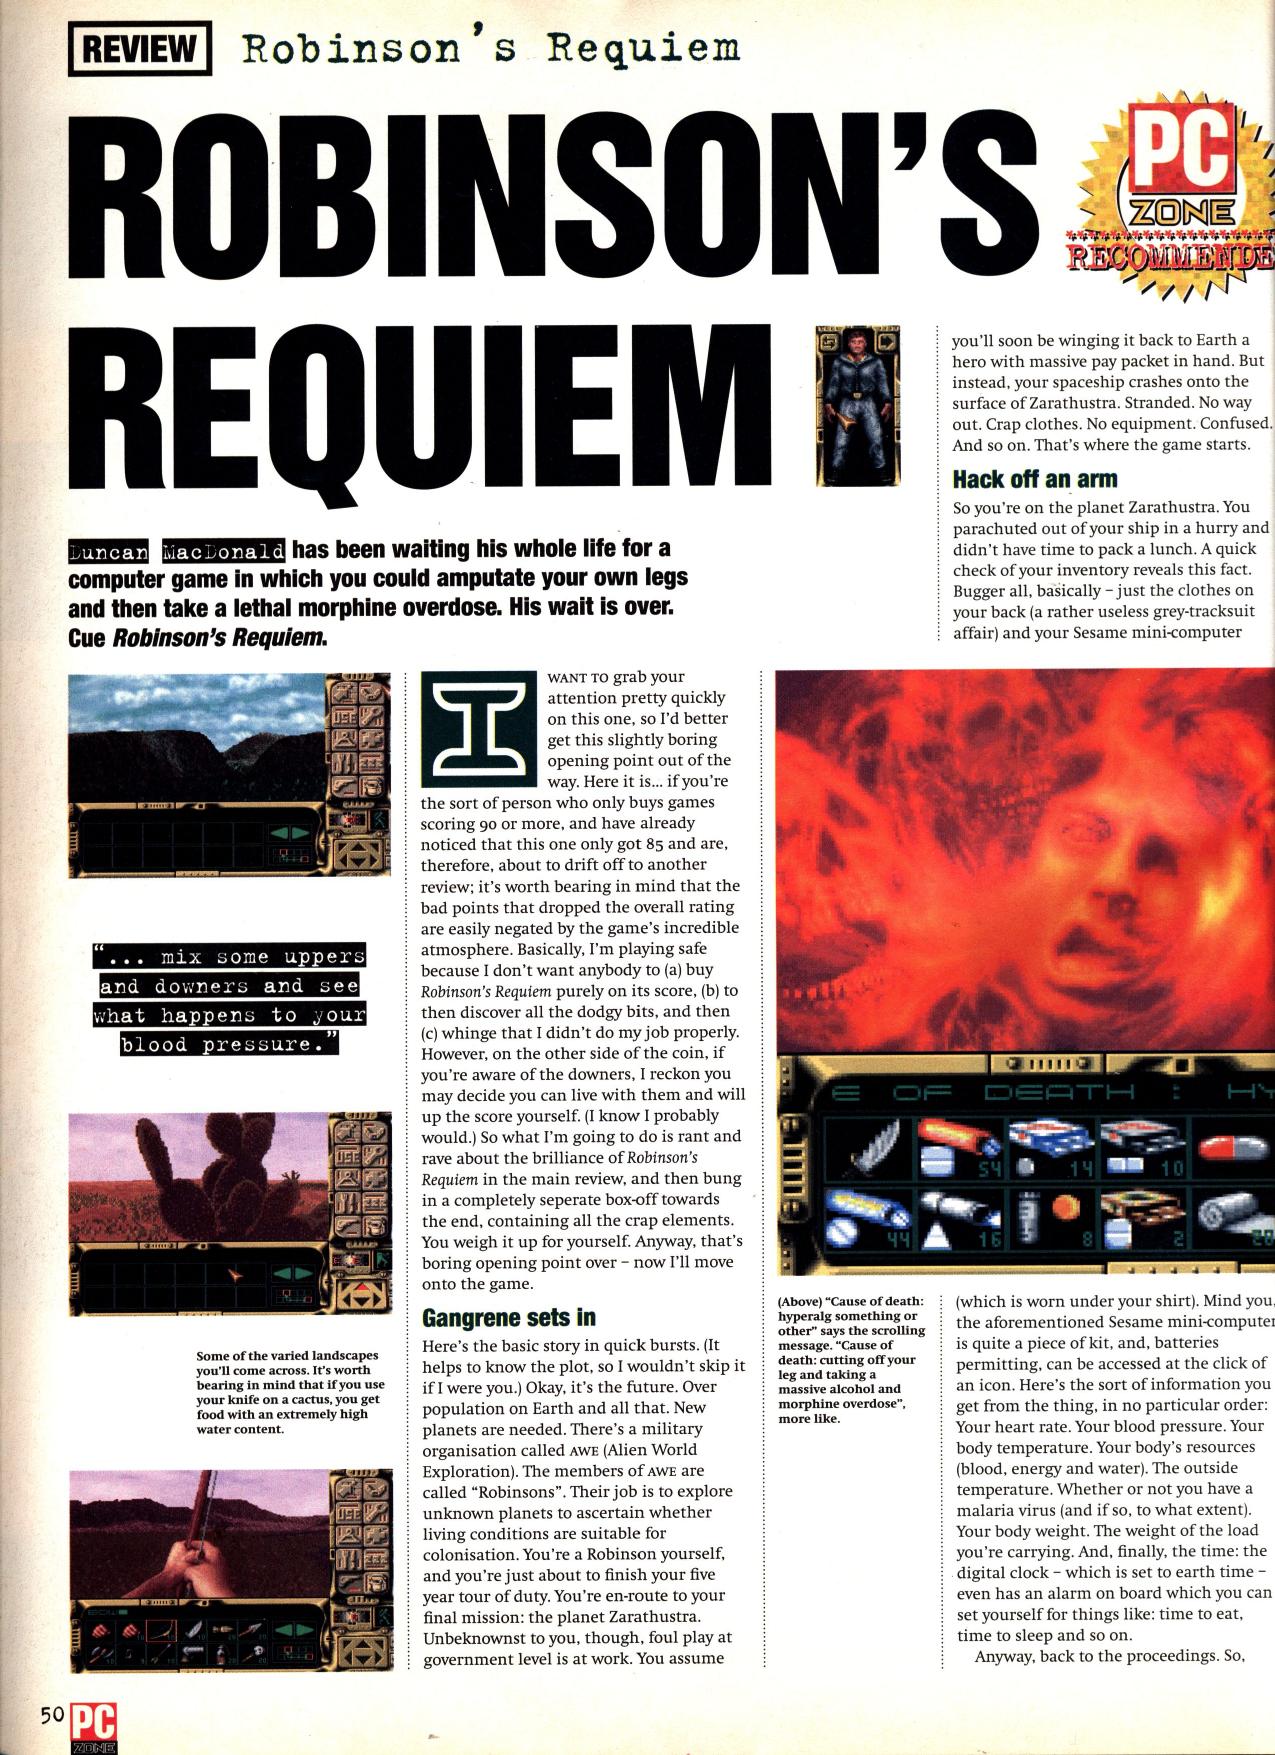 REVIEW Robinson's Requiem
ROBINSON'S
REQUIEM
PC
ZONE
RECOMMENDE
Duncan MacDonald has been waiting his whole life for a
computer game in which you could amputate your own legs
and then take a lethal morphine overdose. His wait is over.
Cue Robinson's Requiem.
"... mix some uppers
and downers and see
what happens to your
blood pressure."
Some of the varied landscapes
you'll come across. It's worth
bearing in mind that if you use
your knife on a cactus, you get
food with an extremely high
water content.
I WANT TO grab your
attention pretty quickly
on this one, so I'd better
get this slightly boring
opening point out of the
way. Here it is... if you're
the sort of person who only buys games
scoring 90 or more, and have already
noticed that this one only got 85 and are,
therefore, about to drift off to another
review; it's worth bearing in mind that the
bad points that dropped the overall rating
are easily negated by the game's incredible
atmosphere. Basically, I'm playing safe
because I don't want anybody to (a) buy
Robinson's Requiem purely on its score, (b) to
then discover all the dodgy bits, and then
(c) whinge that I didn't do my job properly.
However, on the other side of the coin, if
you're aware of the downers, I reckon you
may decide you can live with them and will
up the score yourself. (I know I probably
would.) So what I'm going to do is rant and
rave about the brilliance of Robinson's
Requiem in the main review, and then bung
in a completely seperate box-off towards
the end, containing all the crap elements.
You weigh it up for yourself. Anyway, that's
boring opening point over – now I'll move
onto the game.
Gangrene sets in
Here's the basic story in quick bursts. (It
helps to know the plot, so I wouldn't skip it
if I were you.) Okay, it's the future. Over
population on Earth and all that. New
planets are needed. There's a military
organisation called AWE (Alien World
Exploration). The members of AWE are
called "Robinsons". Their job is to explore
unknown planets to ascertain whether
living conditions are suitable for
colonisation. You're a Robinson yourself,
and you're just about to finish your five
year tour of duty. You're en-route to your
final mission: the planet Zarathustra.
Unbeknownst to you, though, foul play at
government level is at work. You assume
you'll soon be winging it back to Earth a
hero with massive pay packet in hand. But
instead, your spaceship crashes onto the
surface of Zarathustra. Stranded. No way
out. Crap clothes. No equipment. Confused.
And so on. That's where the game starts.
Hack off an arm
So you're on the planet Zarathustra. You
parachuted out of your ship in a hurry and
didn't have time to pack a lunch. A quick
check of your inventory reveals this fact.
Bugger all, basically – just the clothes on
your back (a rather useless grey-tracksuit
affair) and your Sesame mini-computer
E OF DEATH : HY
54 14 10
44 16 8 2 28
(Above) "Cause of death:
hyperalg something or
other" says the scrolling
message. "Cause of
death: cutting off your
leg and taking a
massive alcohol and
morphine overdose",
more like.
(which is worn under your shirt). Mind you,
the aforementioned Sesame mini-computer
is quite a piece of kit, and, batteries
permitting, can be accessed at the click of
an icon. Here's the sort of information you
get from the thing, in no particular order:
Your heart rate. Your blood pressure. Your
body temperature. Your body's resources
(blood, energy and water). The outside
temperature. Whether or not you have a
malaria virus (and if so, to what extent).
Your body weight. The weight of the load
you're carrying. And, finally, the time: the
digital clock – which is set to earth time –
even has an alarm on board which you can
set yourself for things like: time to eat,
time to sleep and so on.
Anyway, back to the proceedings. So,
50 PC
ZONE